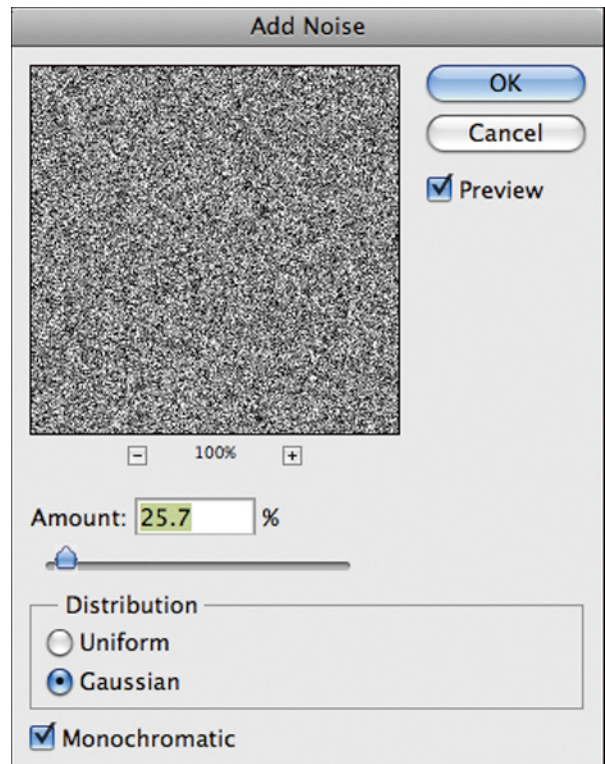 Add Noise
OK
Cancel
Preview
- 100% +
Amount: 25.7 %
Distribution
Uniform
Gaussian
Monochromatic